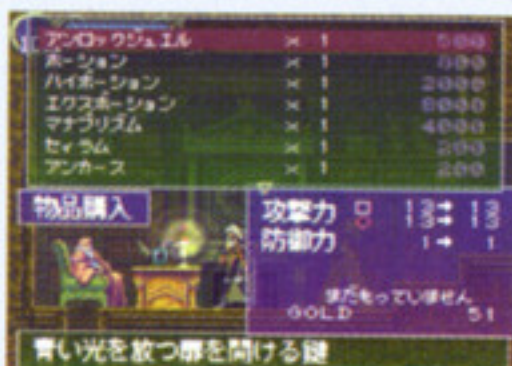 アンロックジュエル × 1 500
ポーション × 1 800
ハイポーション × 1 2000
エクスポーション × 1 8000
マナプリズム × 1 4000
セィラム × 1 200
アンカース × 1 200
物品購入
攻撃力 □ 13→ 13
13→ 13
防御力 1→ 1
まだもっていません
GOLD 51
青い光を放つ扉を開ける鍵